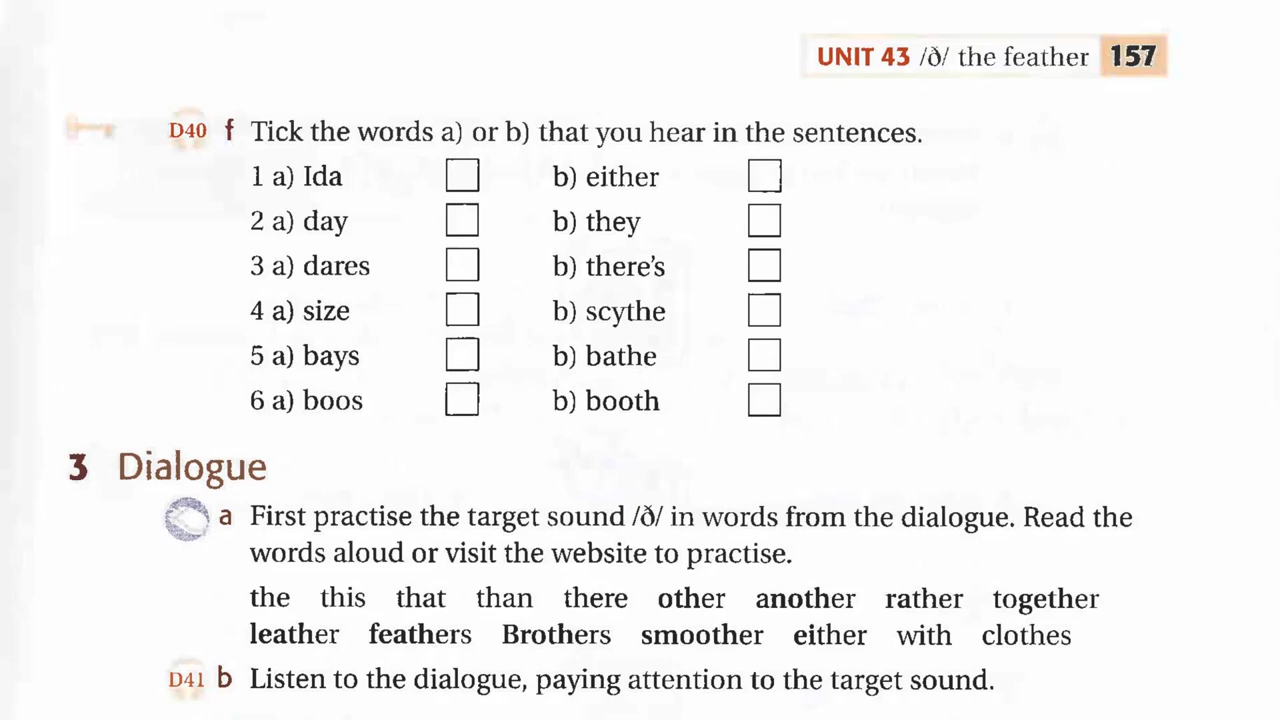 UNIT 43 /ð/ the feather 157
D40 f Tick the words a) or b) that you hear in the sentences.
1 a) Ida b) either
2 a) day b) they
3 a) dares b) there's
4 a) size b) scythe
5 a) bays b) bathe
6 a) boos b) booth
3 Dialogue
a First practise the target sound /ð/ in words from the dialogue. Read the
words aloud or visit the website to practise.
the this that than there other another rather together
leather feathers Brothers smoother either with clothes
D41 b Listen to the dialogue, paying attention to the target sound.